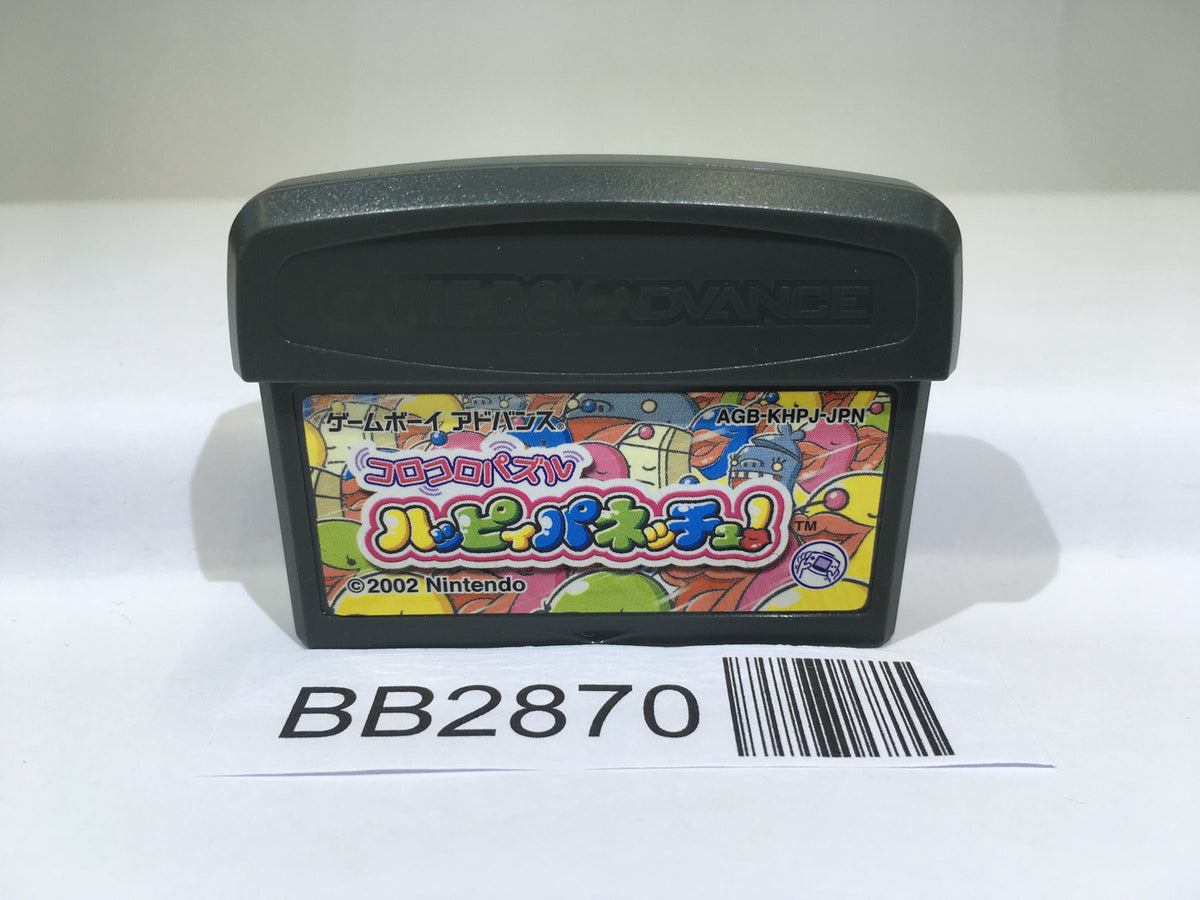 GAME BOY ADVANCE
ゲームボーイ アドバンス®
AGB-KHPJ-JPN
コロコロパズル
ハッピィパネッチュ!™
©2002 Nintendo
BB2870